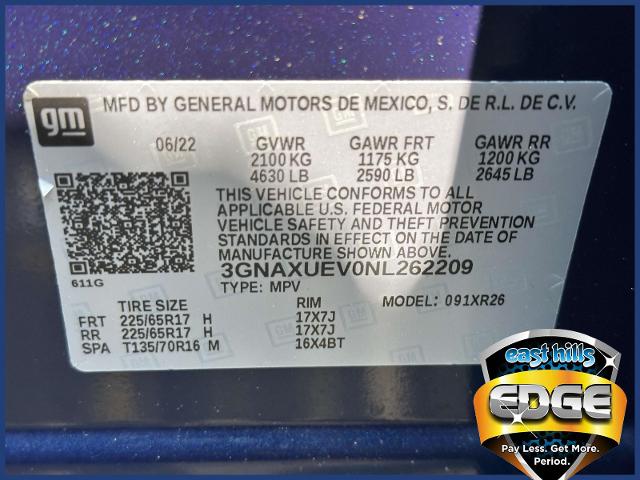 gm
MFD BY GENERAL MOTORS DE MEXICO, S. DE R.L. DE C.V.
06/22 GVWR GAWR FRT GAWR RR
2100 KG 1175 KG 1200 KG
4630 LB 2590 LB 2645 LB
THIS VEHICLE CONFORMS TO ALL
APPLICABLE U.S. FEDERAL MOTOR
VEHICLE SAFETY AND THEFT PREVENTION
STANDARDS IN EFFECT ON THE DATE OF
MANUFACTURE SHOWN ABOVE.
3GNAXUEV0NL262209
611G
TYPE: MPV MODEL: 091XR26
TIRE SIZE RIM
FRT 225/65R17 H 17X7J
RR 225/65R17 H 17X7J
SPA T135/70R16 M 16X4BT
east hills
EDGE
Pay Less. Get More.
Period.